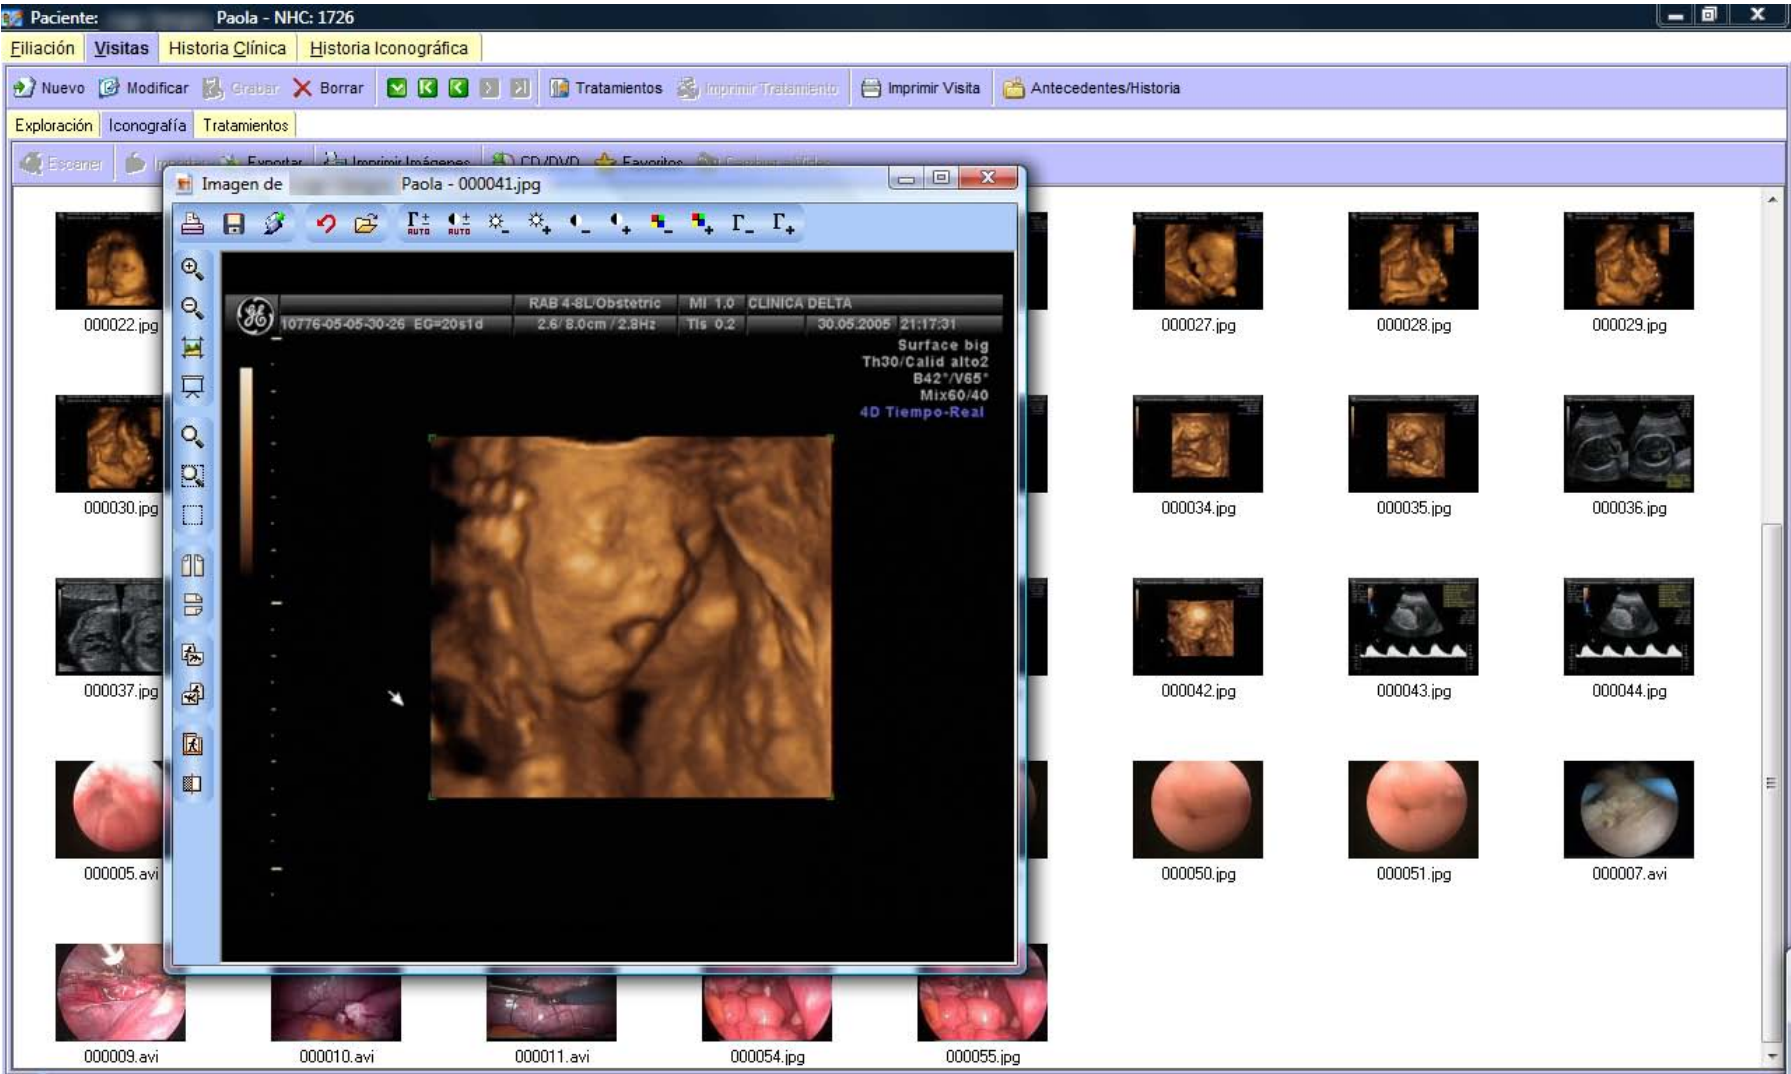 Paciente: Paola - NHC: 1726
Filiación Visitas Historia Clínica Historia Iconográfica
Nuevo Modificar Grabar Borrar Tratamientos Imprimir Tratamiento Imprimir Visita Antecedentes/Historia
Exploración Iconografía Tratamientos
Escaner Exportar Imprimir Imágenes CD/DVD Favoritos
Imagen de Paola - 000041.jpg
AUTO AUTO
RAB 4-8L/Obstetric MI 1.0 CLINICA DELTA
GE 10776-05-05-30-26 EG=20s1d 2.6/ 8.0cm / 2.8Hz TIs 0.2 30.05.2005 21:17:31
Surface big
Th30/Calid alto2
B42°/V65°
Mix60/40
4D Tiempo-Real
000022.jpg 000027.jpg 000028.jpg 000029.jpg
000030.jpg 000034.jpg 000035.jpg 000036.jpg
000037.jpg 000042.jpg 000043.jpg 000044.jpg
000005.avi 000050.jpg 000051.jpg 000007.avi
000009.avi 000010.avi 000011.avi 000054.jpg 000055.jpg